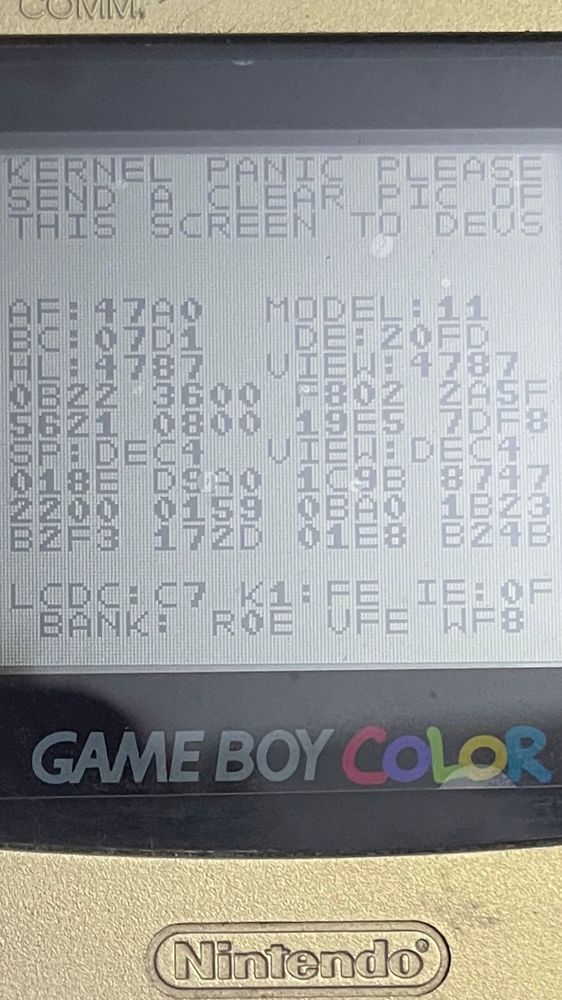 COMM.
KERNEL PANIC PLEASE
SEND A CLEAR PIC OF
THIS SCREEN TO DEVS
AF:47A0 MODEL:11
BC:07D1 DE:20FD
HL:4787 VIEW:4787
0B22 3600 F802 2A5F
5621 0800 19E5 7DF8
SP:DEC4 VIEW:DEC4
018E D9A0 1C9B 8747
2200 0159 0BA0 1B23
B2F3 172D 01E8 B24B
LCDC:C7 K1:FE IE:0F
BANK: R0E VFE WF8
GAME BOY COLOR
Nintendo®